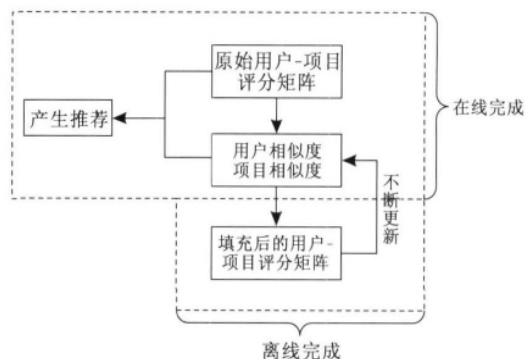 原始用户-项目
评分矩阵
产生推荐
在线完成
用户相似度
项目相似度
不断更新
填充后的用户-
项目评分矩阵
离线完成